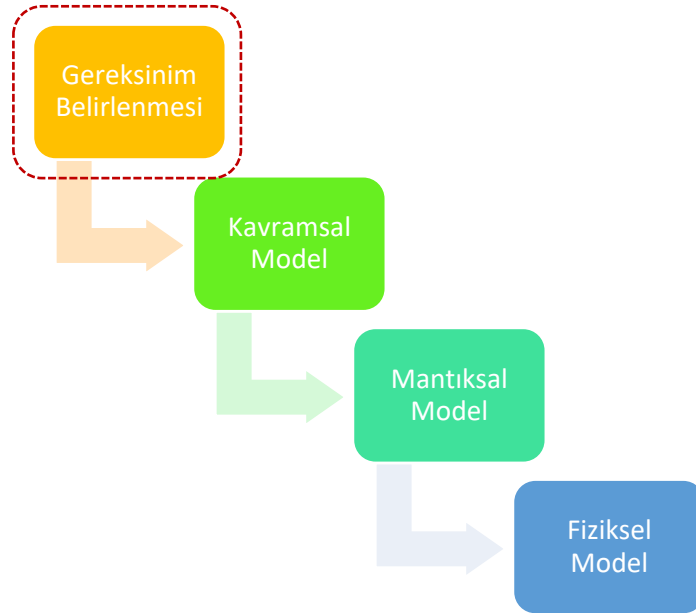 Gereksinim
Belirlenmesi
Kavramsal
Model
Mantıksal
Model
Fiziksel
Model